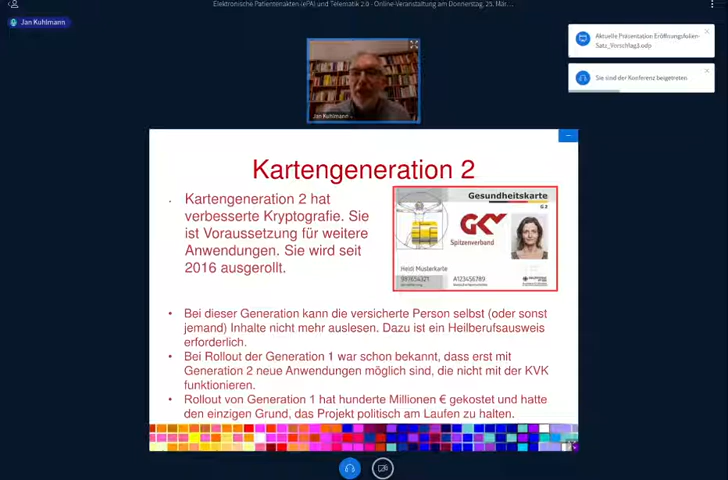 Elektronische Patientenakten (ePA) und Telematik 2.0 - Online-Veranstaltung am Donnerstag, 25. Mär...
Jan Kuhlmann
Aktuelle Präsentation Eröffnungsfolien-
Satz_Vorschlag3.odp
Sie sind der Konferenz beigetreten
Jan Kuhlmann
Kartengeneration 2
Kartengeneration 2 hat
verbesserte Kryptografie. Sie
ist Voraussetzung für weitere
Anwendungen. Sie wird seit
2016 ausgerollt.
Gesundheitskarte
G2
GKV
Spitzenverband
Heidi Musterkarte
A123456789
• Bei dieser Generation kann die versicherte Person selbst (oder sonst
jemand) Inhalte nicht mehr auslesen. Dazu ist ein Heilberufsausweis
erforderlich.
• Bei Rollout der Generation 1 war schon bekannt, dass erst mit
Generation 2 neue Anwendungen möglich sind, die nicht mit der KVK
funktionieren.
• Rollout von Generation 1 hat hunderte Millionen € gekostet und hatte
den einzigen Grund, das Projekt politisch am Laufen zu halten.